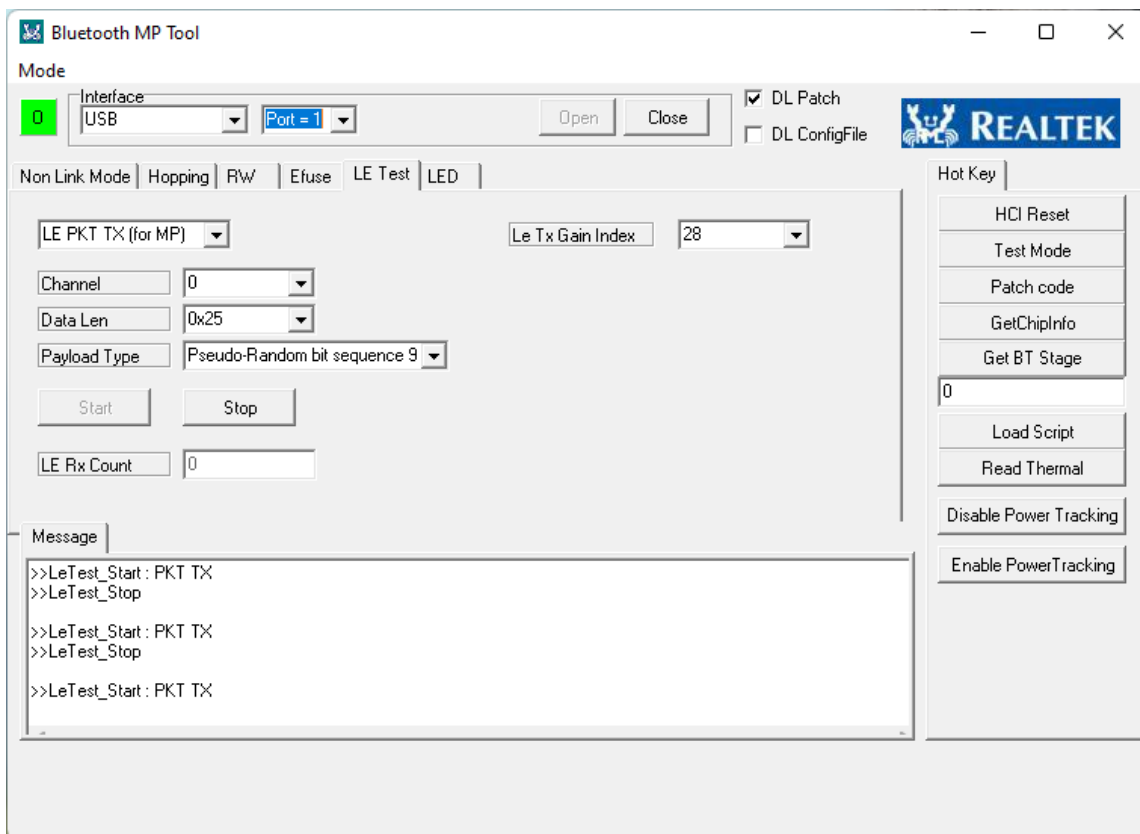 Bluetooth MP Tool
Mode
0
Interface
USB
Port = 1
Open
Close
DL Patch
DL ConfigFile
REALTEK
Non Link Mode Hopping RW Efuse LE Test LED
Hot Key
LE PKT TX (for MP)
Le Tx Gain Index 28
Channel 0
Data Len 0x25
Payload Type Pseudo-Random bit sequence 9
Start Stop
LE Rx Count 0
HCI Reset
Test Mode
Patch code
GetChipInfo
Get BT Stage
0
Load Script
Read Thermal
Disable Power Tracking
Enable PowerTracking
Message
>>LeTest_Start : PKT TX
>>LeTest_Stop
>>LeTest_Start : PKT TX
>>LeTest_Stop
>>LeTest_Start : PKT TX